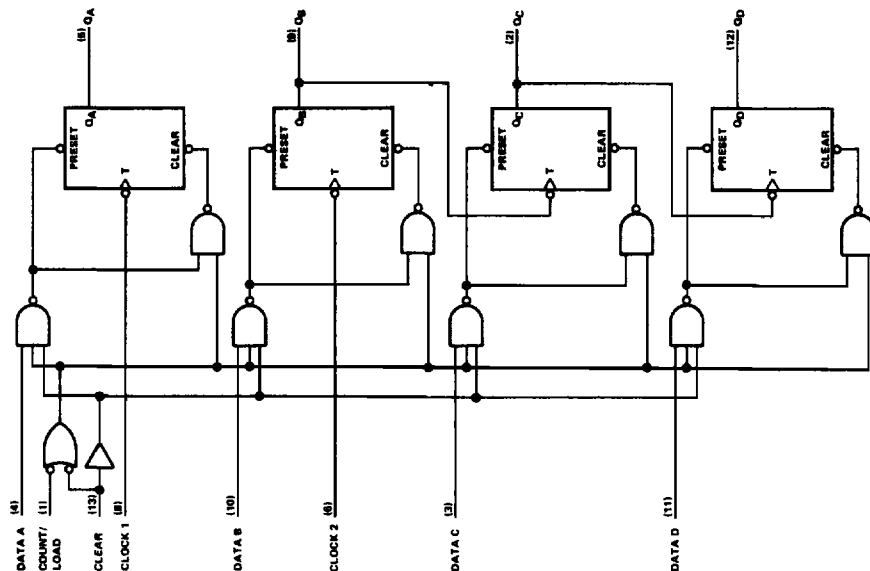 (5) QA
(9) QB
(2) QC
(12) QD
PRESET
QA
T
CLEAR
PRESET
QB
T
CLEAR
PRESET
QC
T
CLEAR
PRESET
QD
T
CLEAR
DATA A (4)
COUNT/
LOAD (1)
CLEAR (13)
CLOCK 1 (8)
DATA B (10)
CLOCK 2 (6)
DATA C (3)
DATA D (11)